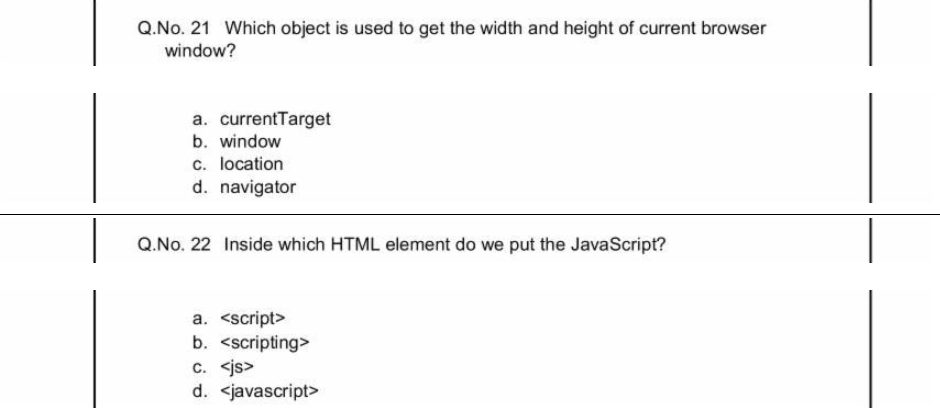 Q.No. 21 Which object is used to get the width and height of current browser
window?
a. currentTarget
b. window
c. location
d. navigator
Q.No. 22 Inside which HTML element do we put the JavaScript?
a. <script>
b. <scripting>
c. <js>
d. <javascript>